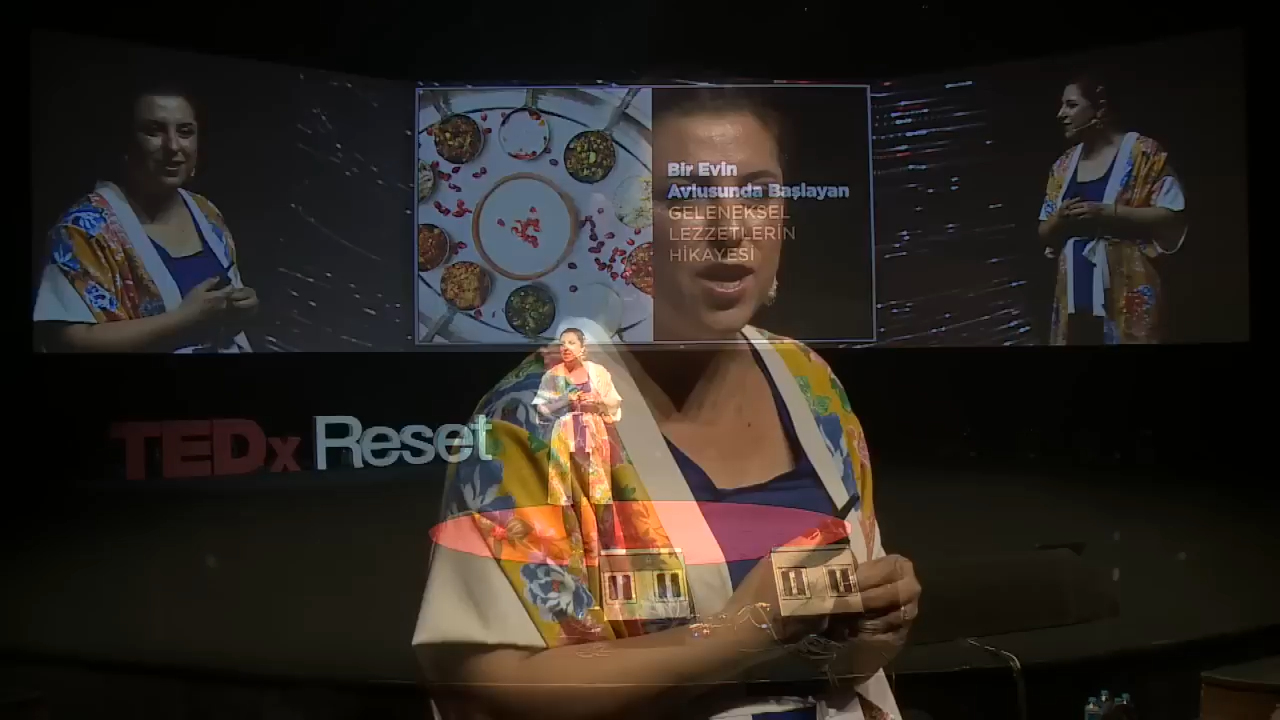 Bir Evin
Avlusunda Başlayan
GELENEKSEL
LEZZETLERİN
HİKAYESİ
TEDx Reset